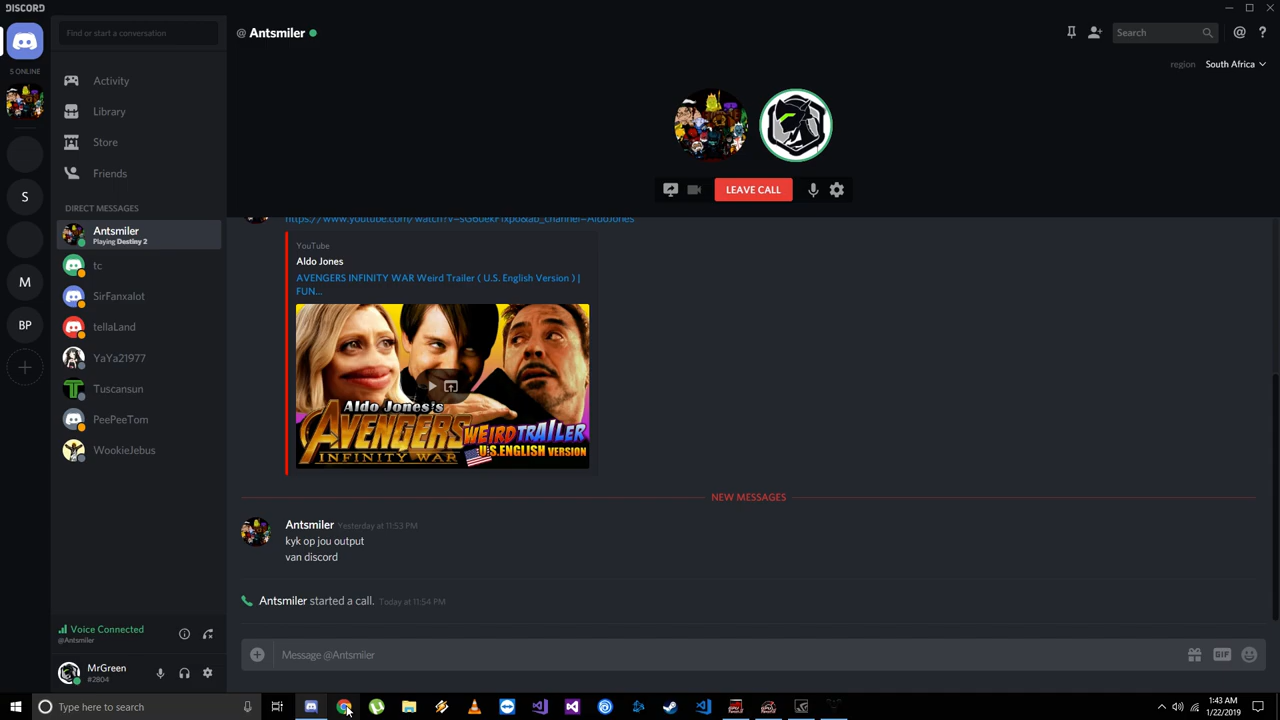 DISCORD
Find or start a conversation
@ Antsmiler
Search
@
?
5 ONLINE
region
South Africa
Activity
Library
Store
Friends
DIRECT MESSAGES
Antsmiler
Playing Destiny 2
tc
SirFanxalot
tellaLand
YaYa21977
Tuscansun
PeePeeTom
WookieJebus
S
M
BP
LEAVE CALL
YouTube
Aldo Jones
AVENGERS INFINITY WAR Weird Trailer ( U.S. English Version ) |
FUN...
Aldo Jones's
AVENGERS
INFINITY WAR
WEIRD TRAILER
U.S.ENGLISH VERSION
NEW MESSAGES
Antsmiler Yesterday at 11:53 PM
kyk op jou output
van discord
Antsmiler started a call. Today at 11:54 PM
Voice Connected
@Antsmiler
MrGreen
#2804
Message @Antsmiler
GIF
Type here to search
1:43 AM
1/22/2019